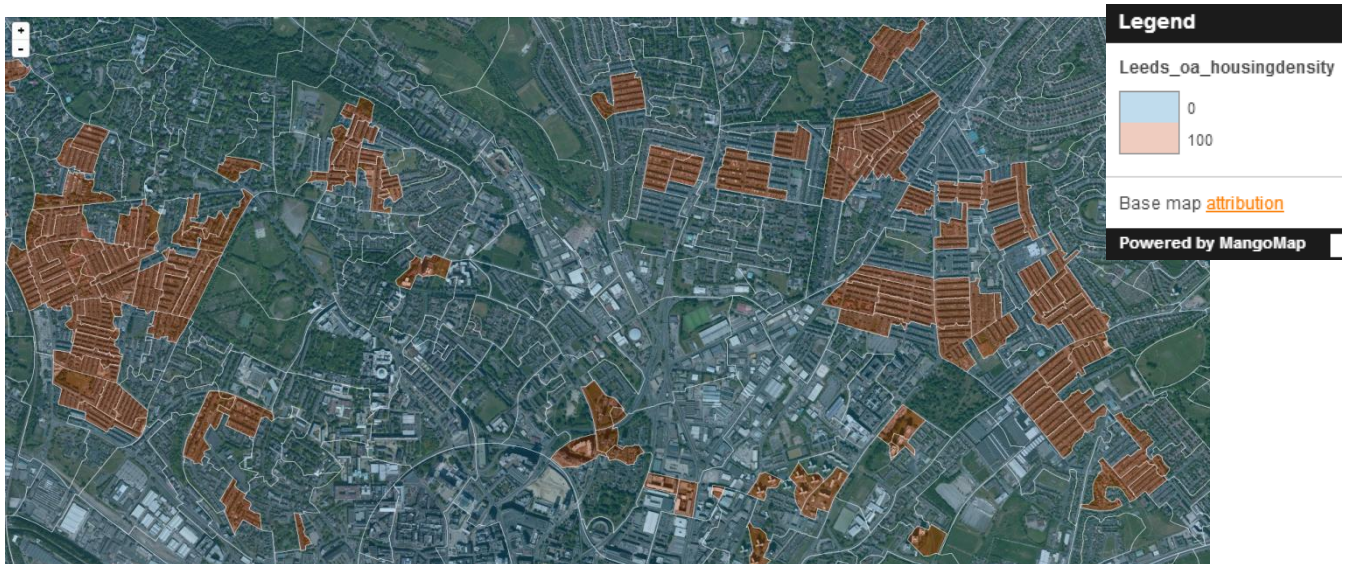 +
-
Legend
Leeds_oa_housingdensity
0
100
Base map attribution
Powered by MangoMap